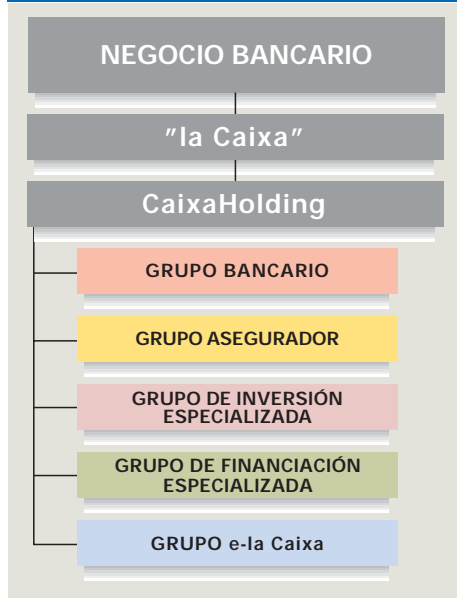 NEGOCIO BANCARIO
"la Caixa"
CaixaHolding
GRUPO BANCARIO
GRUPO ASEGURADOR
GRUPO DE INVERSIÓN
ESPECIALIZADA
GRUPO DE FINANCIACIÓN
ESPECIALIZADA
GRUPO e-la Caixa